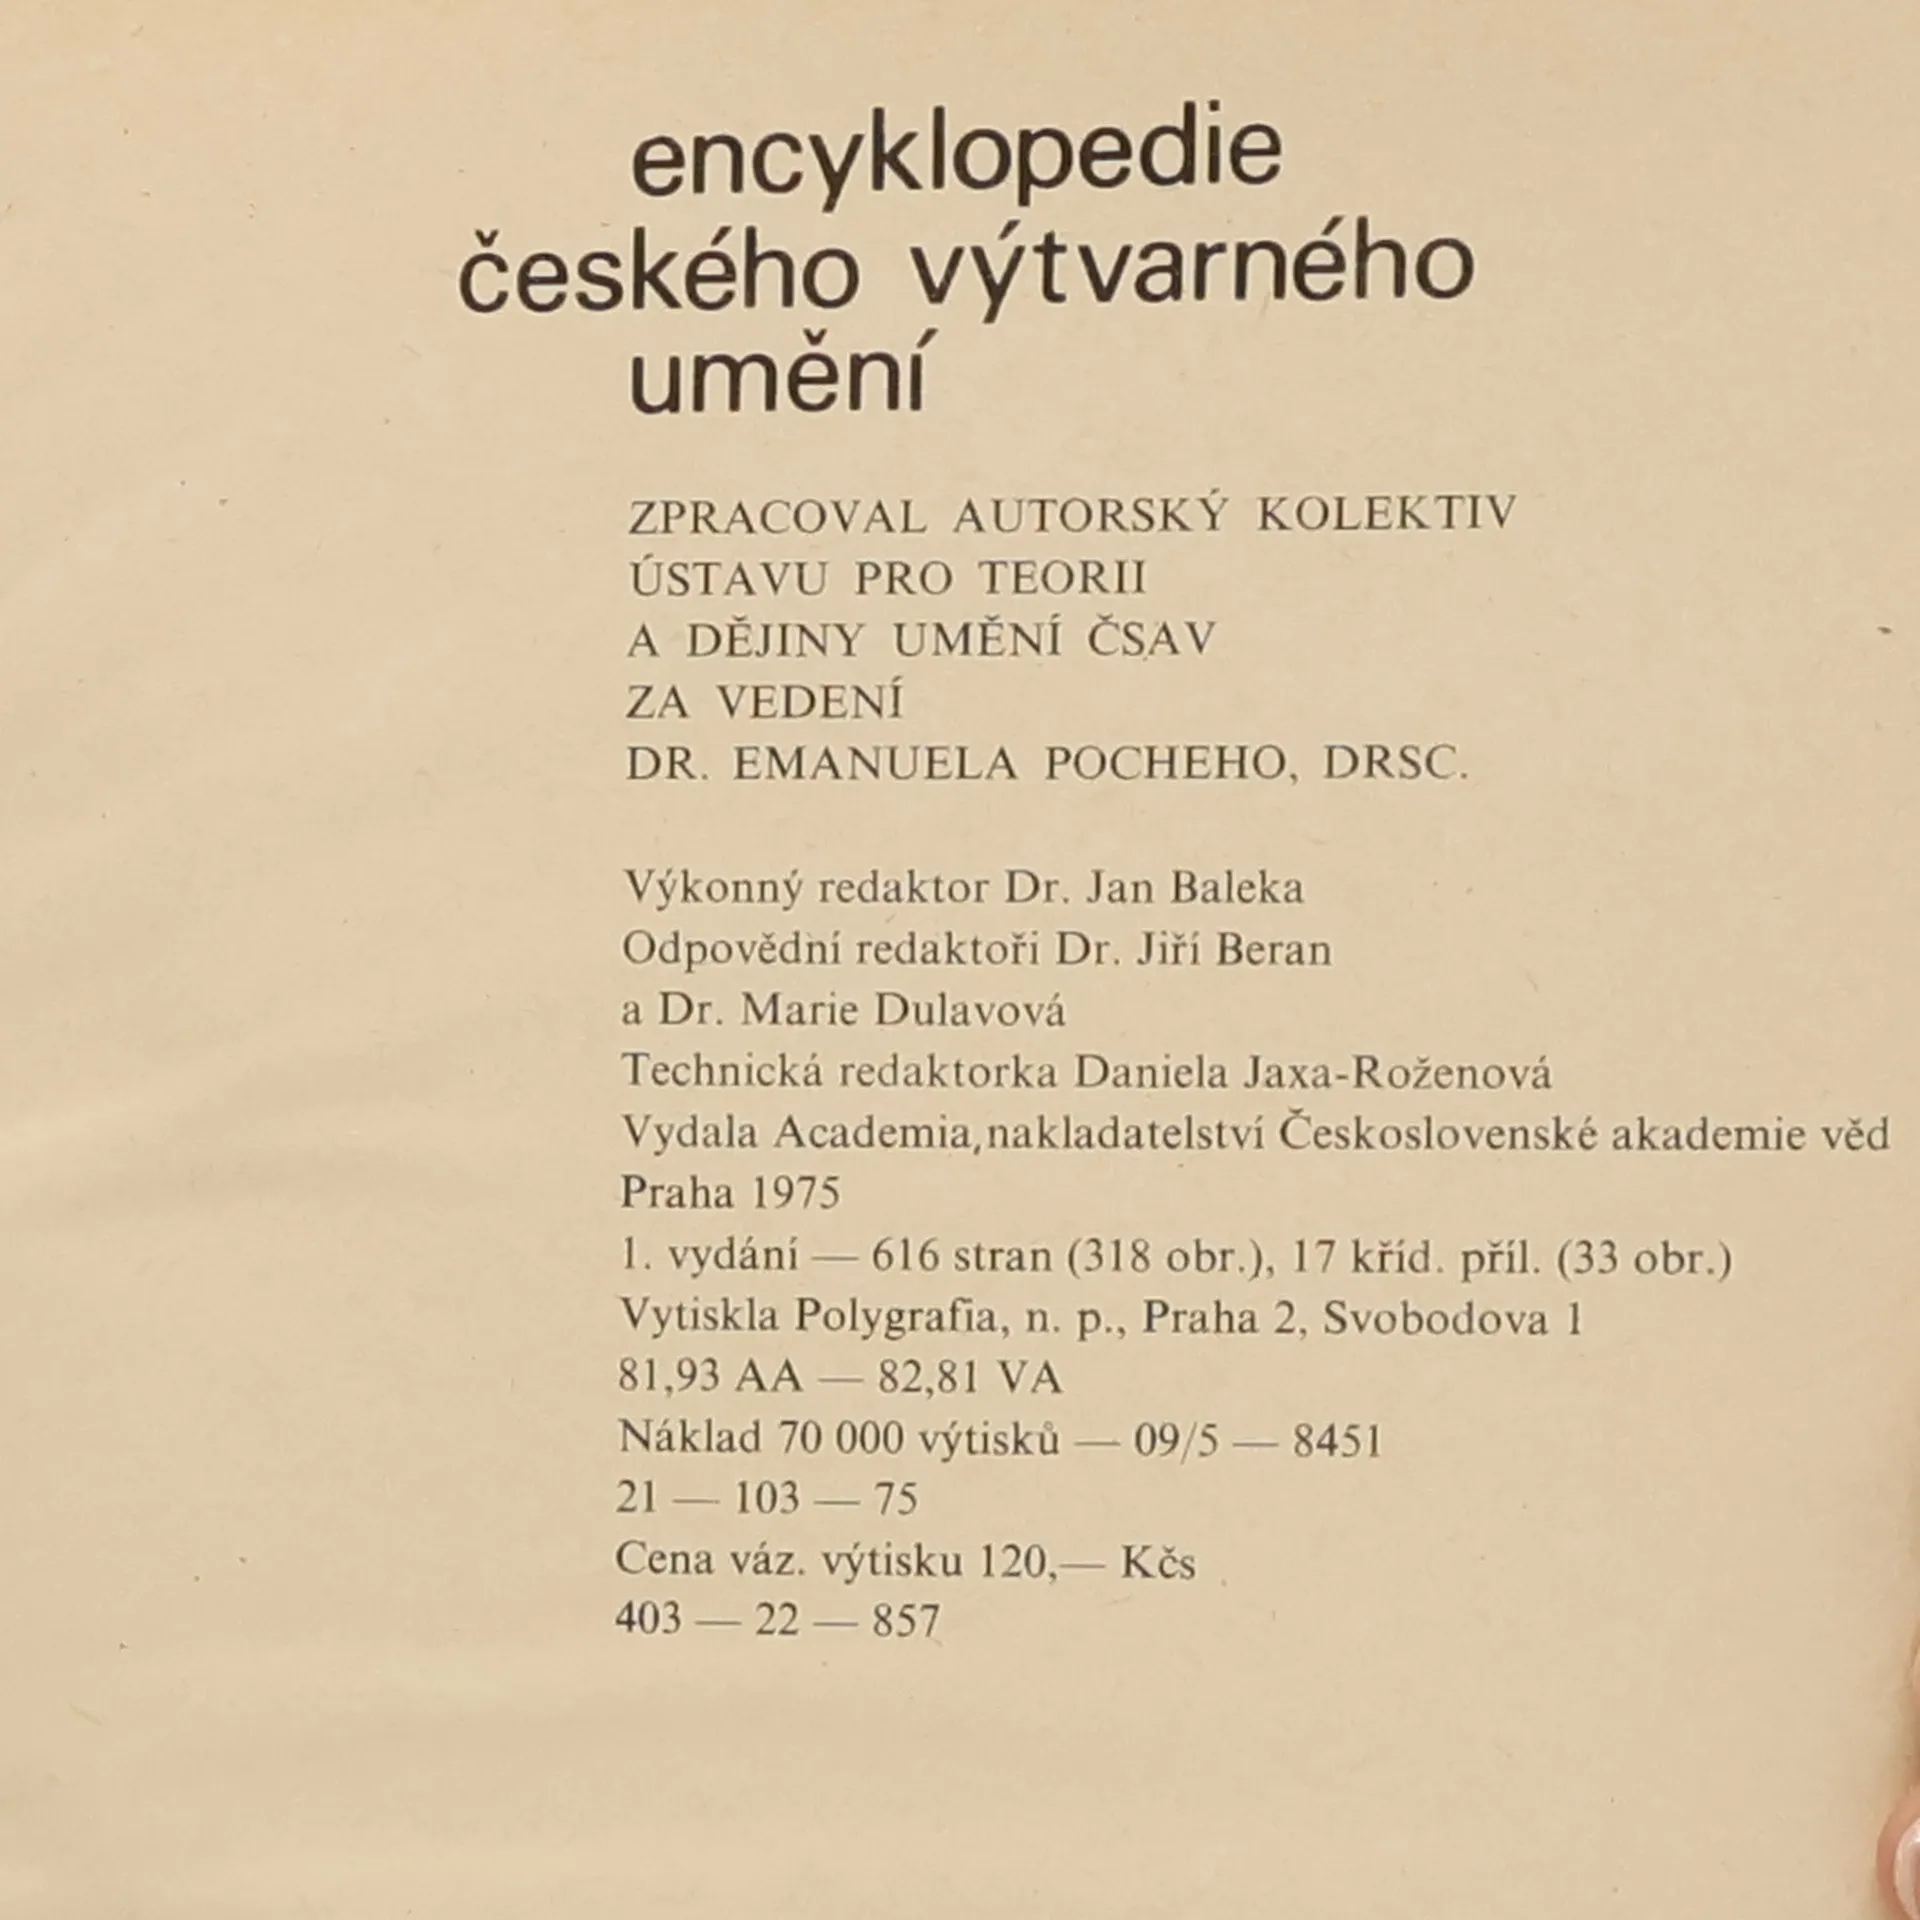 encyklopedie
českého výtvarného
umění
ZPRACOVAL AUTORSKÝ KOLEKTIV
ÚSTAVU PRO TEORII
A DĚJINY UMĚNÍ ČSAV
ZA VEDENÍ
DR. EMANUELA POCHEHO, DRSC.
Výkonný redaktor Dr. Jan Baleka
Odpovědní redaktoři Dr. Jiří Beran
a Dr. Marie Dulavová
Technická redaktorka Daniela Jaxa-Roženová
Vydala Academia,nakladatelství Československé akademie věd
Praha 1975
1. vydání — 616 stran (318 obr.), 17 kříd. příl. (33 obr.)
Vytiskla Polygrafia, n. p., Praha 2, Svobodova 1
81,93 AA — 82,81 VA
Náklad 70 000 výtisků — 09/5 — 8451
21 — 103 — 75
Cena váz. výtisku 120,— Kčs
403 — 22 — 857